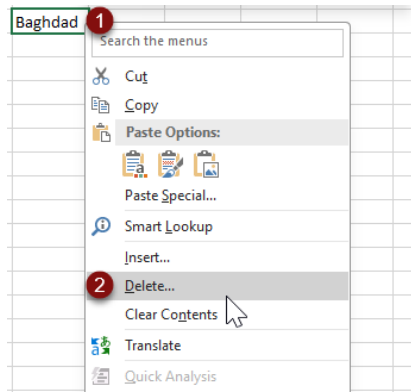 Baghdad 1
Search the menus
Cut
Copy
Paste Options:
Paste Special...
Smart Lookup
Insert...
2 Delete...
Clear Contents
Translate
Quick Analysis